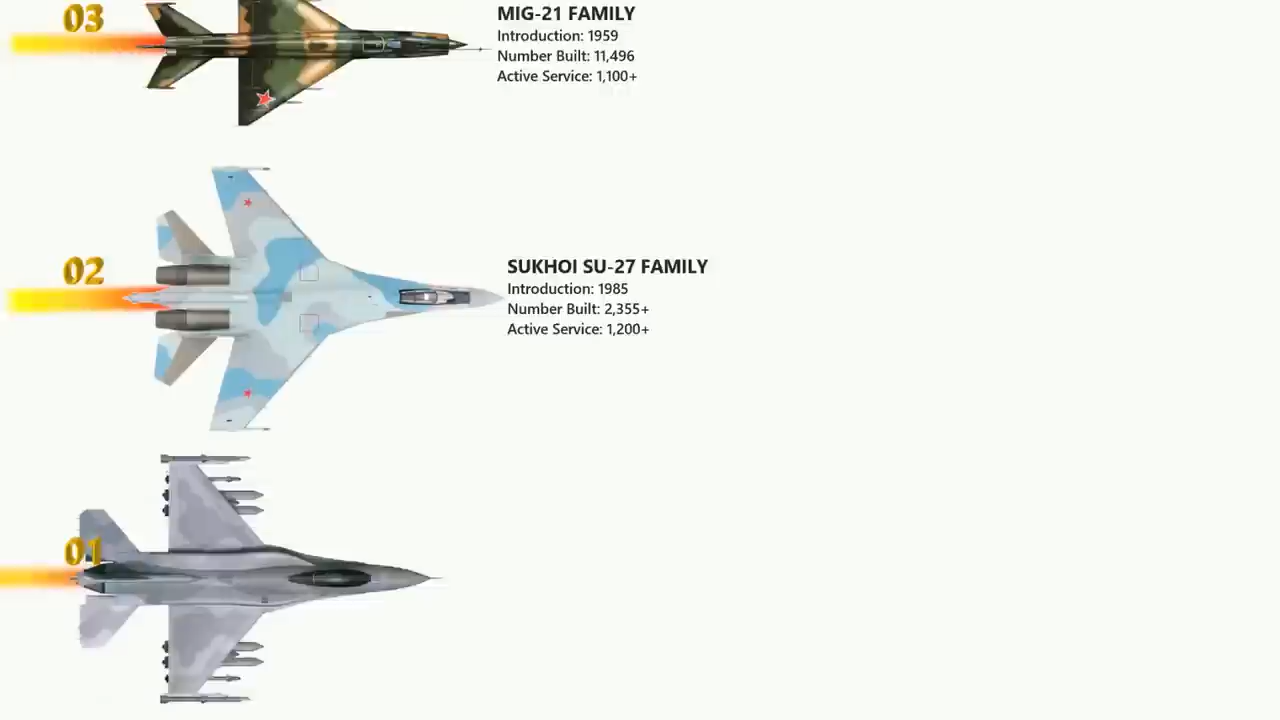 03
MIG-21 FAMILY
Introduction: 1959
Number Built: 11,496
Active Service: 1,100+
02
SUKHOI SU-27 FAMILY
Introduction: 1985
Number Built: 2,355+
Active Service: 1,200+
01